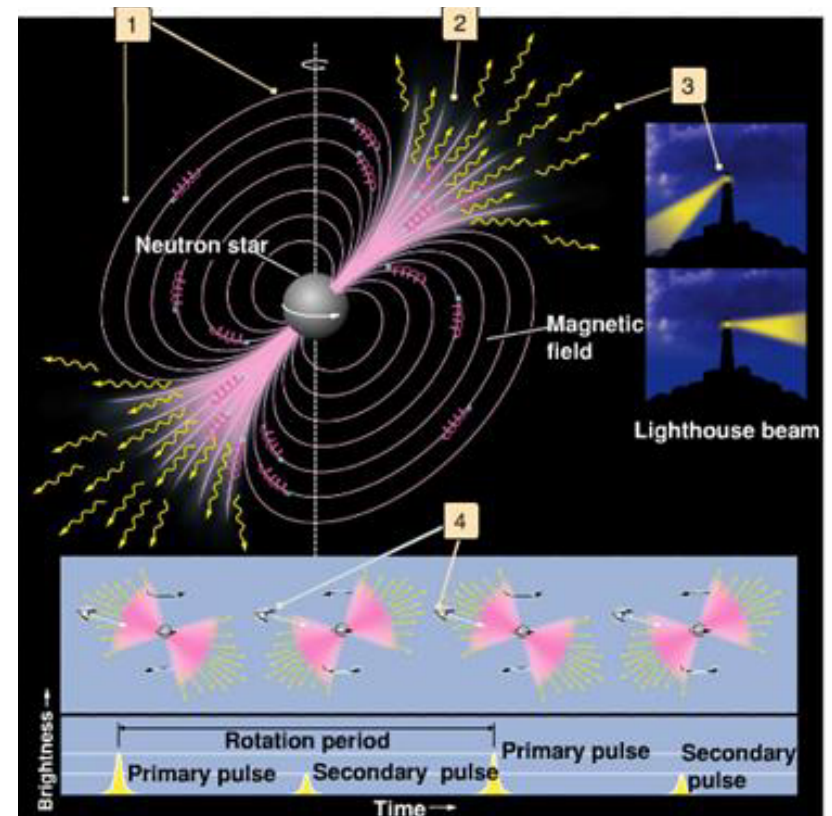 1
2
3
Neutron star
Magnetic
field
Lighthouse beam
4
Brightness
Rotation period
Primary pulse
Secondary pulse
Primary pulse
Secondary
pulse
Time